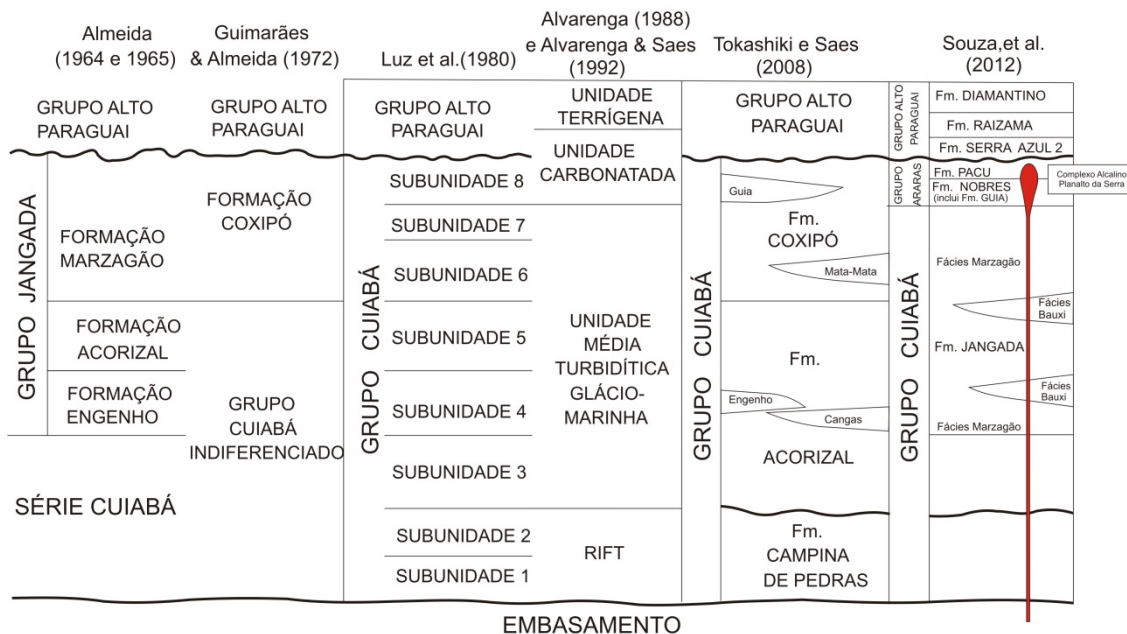 Almeida
(1964 e 1965)
GRUPO ALTO
PARAGUAI
GRUPO JANGADA
FORMAÇÃO
MARZAGÃO
FORMAÇÃO
ACORIZAL
FORMAÇÃO
ENGENHO
SÉRIE CUIABÁ
Guimarães
& Almeida (1972)
GRUPO ALTO
PARAGUAI
FORMAÇÃO
COXIPÓ
GRUPO
CUIABÁ
INDIFERENCIADO
Luz et al.(1980)
GRUPO ALTO
PARAGUAI
GRUPO CUIABÁ
SUBUNIDADE 8
SUBUNIDADE 7
SUBUNIDADE 6
SUBUNIDADE 5
SUBUNIDADE 4
SUBUNIDADE 3
SUBUNIDADE 2
SUBUNIDADE 1
Alvarenga (1988)
e Alvarenga & Saes
(1992)
UNIDADE
TERRÍGENA
UNIDADE
CARBONATADA
UNIDADE
MÉDIA
TURBIDÍTICA
GLÁCIO-
MARINHA
RIFT
Tokashiki e Saes
(2008)
GRUPO ALTO
PARAGUAI
GRUPO CUIABÁ
Guia
Fm.
COXIPÓ
Mata-Mata
Fm.
Engenho
Cangas
ACORIZAL
Fm.
CAMPINA
DE PEDRAS
Souza,et al.
(2012)
GRUPO ALTO
PARAGUAI
Fm. DIAMANTINO
Fm. RAIZAMA
Fm. SERRA AZUL 2
GRUPO
ARARAS
Fm. PACU
Fm. NOBRES
(inclui Fm. GUIA)
Complexo Alcalino
Planalto da Serra
GRUPO CUIABÁ
Fácies Marzagão
Fácies
Bauxi
Fm. JANGADA
Fácies
Bauxi
Fácies Marzagão
EMBASAMENTO